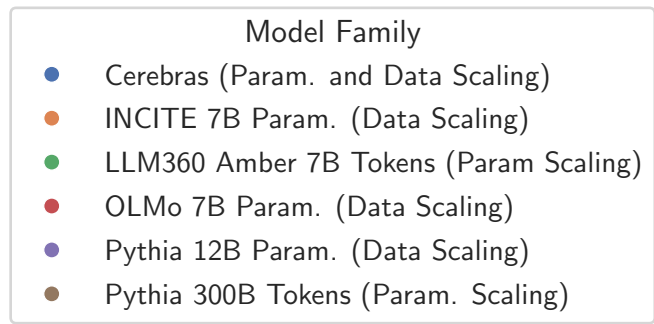 Model Family
Cerebras (Param. and Data Scaling)
INCITE 7B Param. (Data Scaling)
LLM360 Amber 7B Tokens (Param Scaling)
OLMo 7B Param. (Data Scaling)
Pythia 12B Param. (Data Scaling)
Pythia 300B Tokens (Param. Scaling)